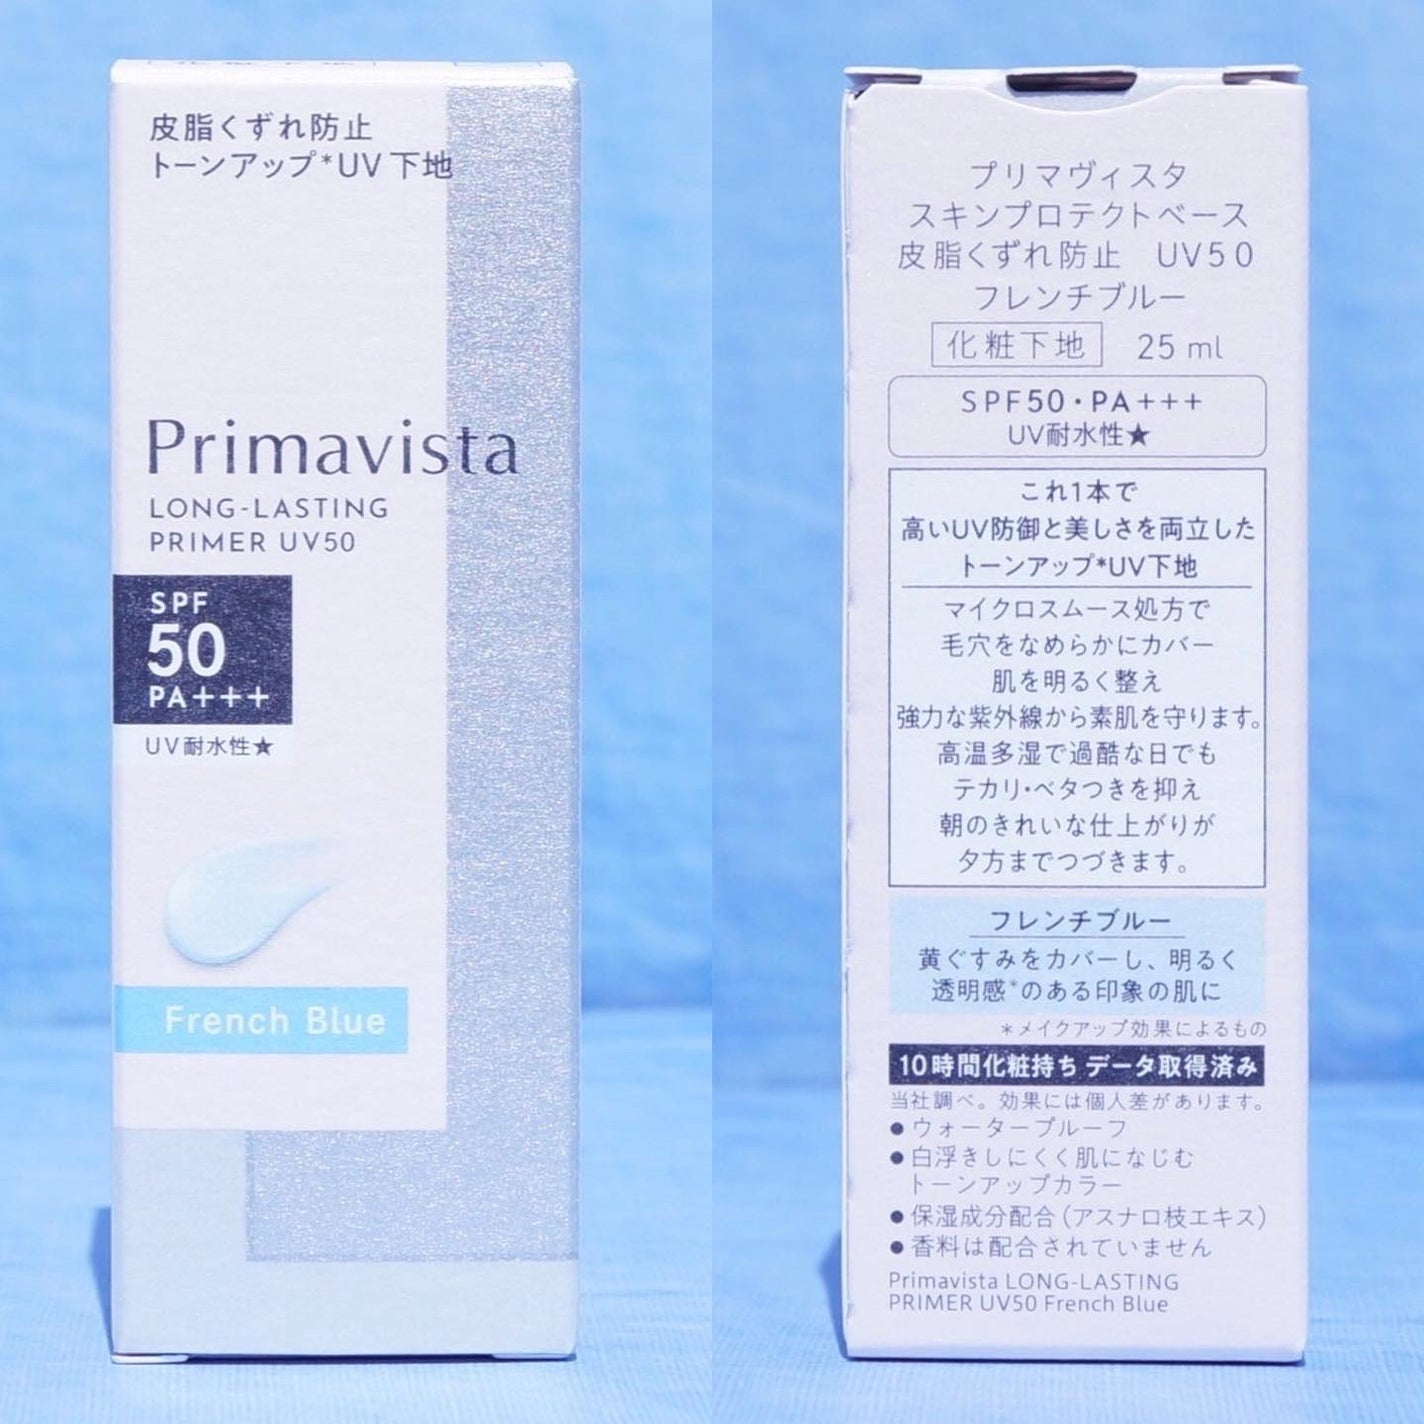 皮脂くずれ防止
トーンアップ*UV下地
Primavista
LONG-LASTING
PRIMER UV50
SPF
50
PA+++
UV耐水性★
French Blue
プリマヴィスタ
スキンプロテクトベース
皮脂くずれ防止 UV50
フレンチブルー
化粧下地 25 ml
SPF50・PA+++
UV耐水性★
これ1本で
高いUV防御と美しさを両立した
トーンアップ*UV下地
マイクロスムース処方で
毛穴をなめらかにカバー
肌を明るく整え
強力な紫外線から素肌を守ります。
高温多湿で過酷な日でも
テカリ・ベタつきを抑え
朝のきれいな仕上がりが
夕方までつづきます。
フレンチブルー
黄ぐすみをカバーし、明るく
透明感*のある印象の肌に
*メイクアップ効果によるもの
10時間化粧持ち データ取得済み
当社調べ。効果には個人差があります。
●ウォータープルーフ
●白浮きしにくく肌になじむ
トーンアップカラー
●保湿成分配合(アスナロ枝エキス)
●香料は配合されていません
Primavista LONG-LASTING
PRIMER UV50 French Blue